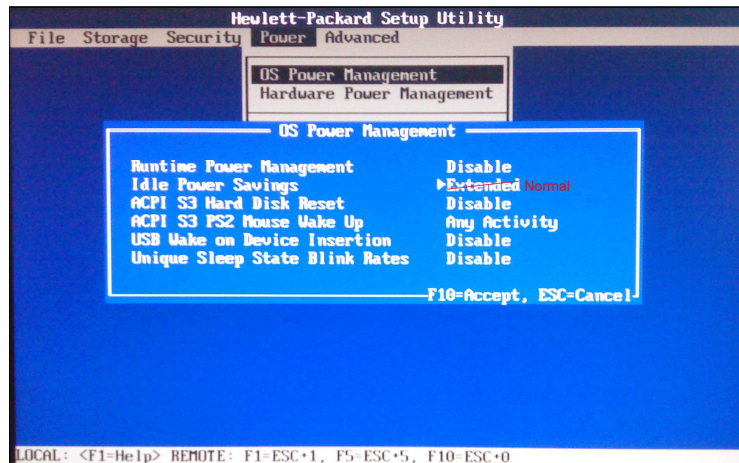 Hewlett-Packard Setup Utility
File Storage Security Power Advanced
OS Power Management
Hardware Power Management
OS Power Management
Runtime Power Management Disable
Idle Power Savings ▶Extended Normal
ACPI S3 Hard Disk Reset Disable
ACPI S3 PS2 Mouse Wake Up Any Activity
USB Wake on Device Insertion Disable
Unique Sleep State Blink Rates Disable
F10=Accept, ESC=Cancel
LOCAL: <F1=Help> REMOTE: F1=ESC+1, F5=ESC+5, F10=ESC+0